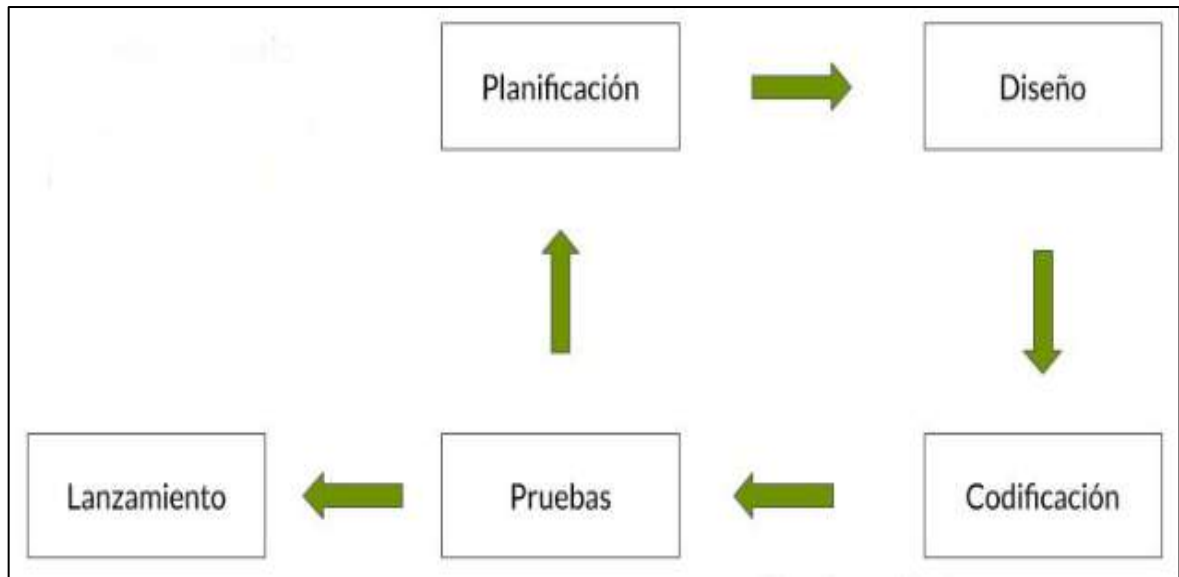 Planificación
Diseño
Lanzamiento
Pruebas
Codificación